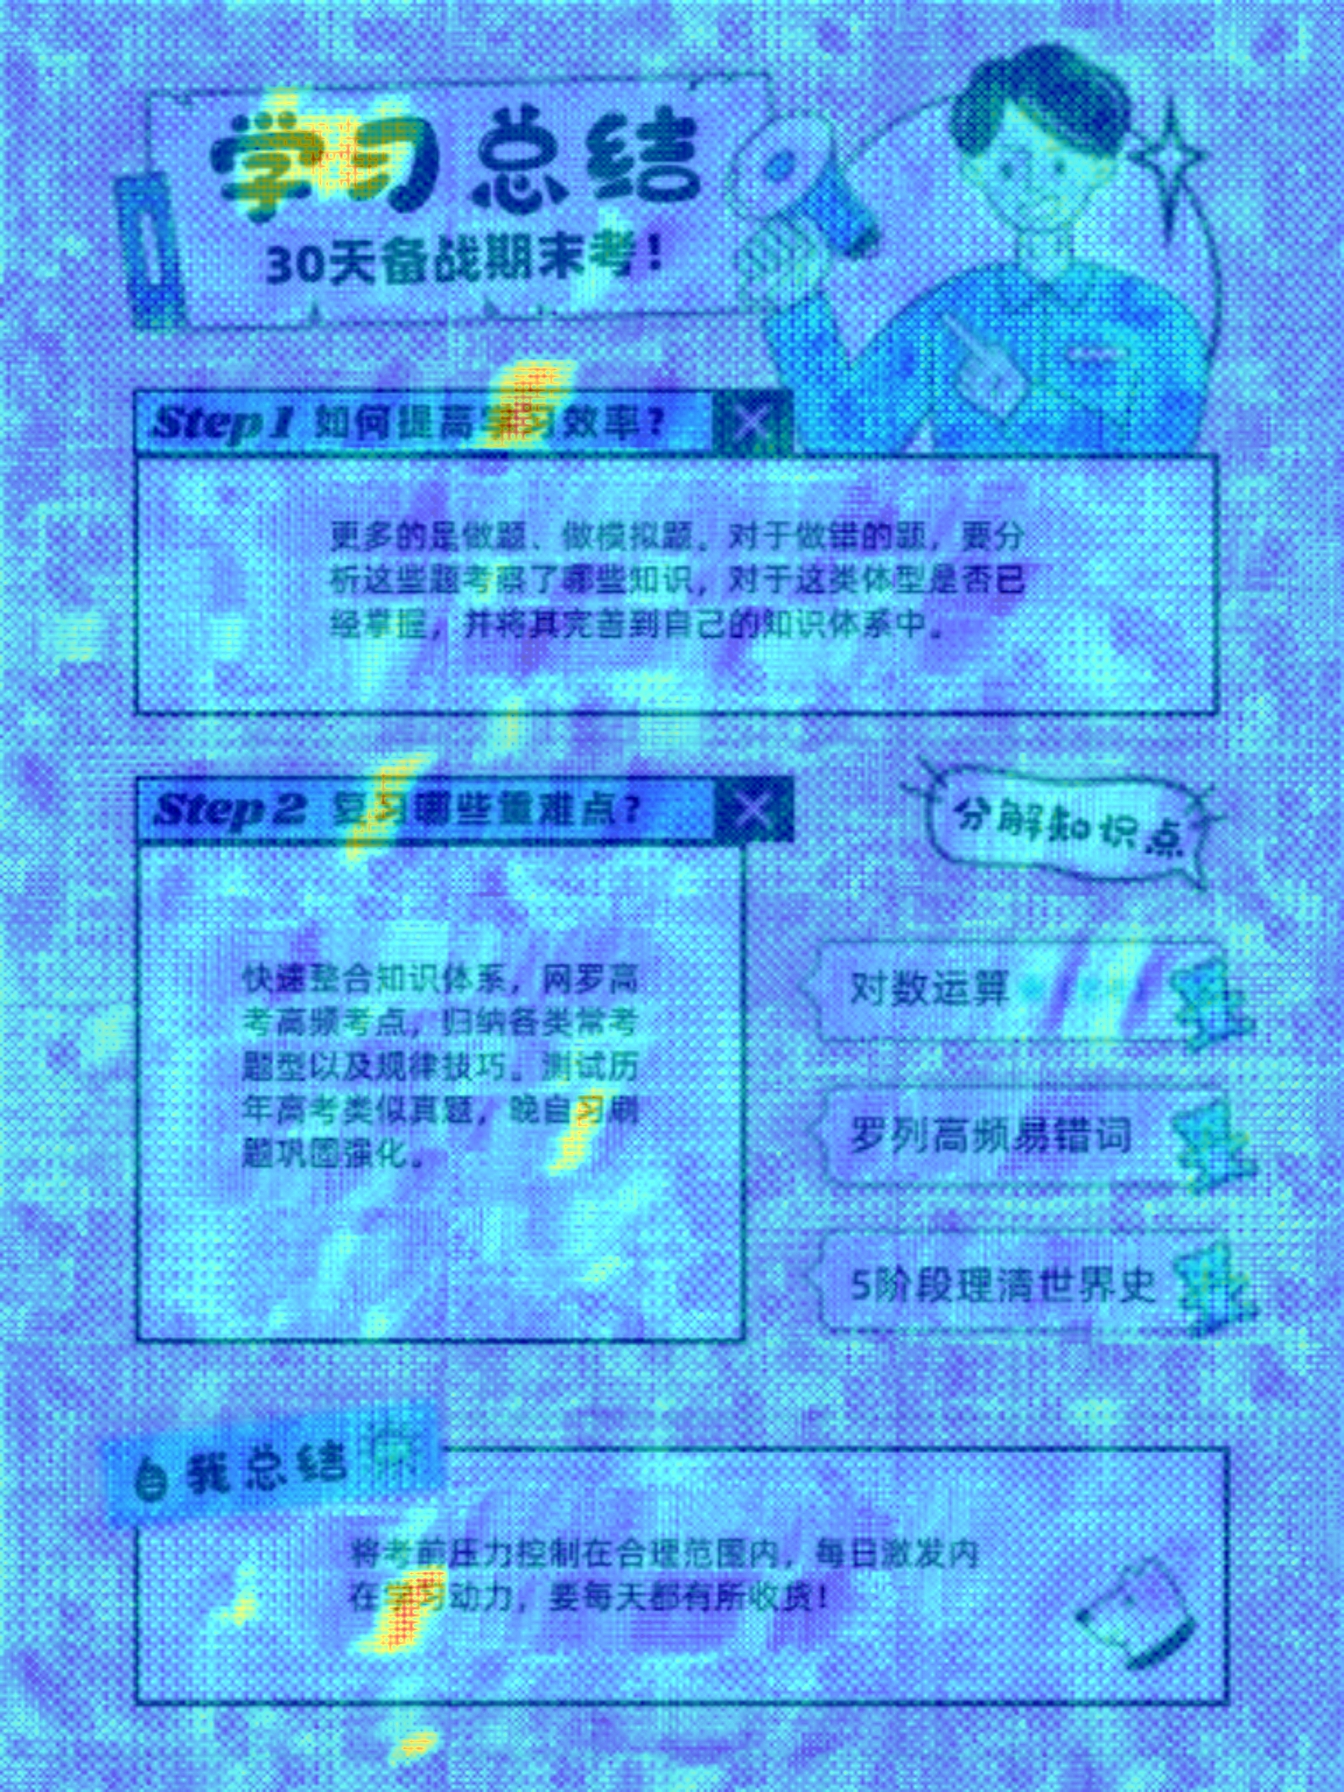 学习总结
30天备战期末考！
Step1 如何提高学习效率？
更多的是做题、做模拟题。对于做错的题，要分
析这些题考察了哪些知识，对于这类体型是否已
经掌握，并将其完善到自己的知识体系中。
Step2 复习哪些重难点？
快速整合知识体系，网罗高
考高频考点，归纳各类常考
题型以及规律技巧。测试历
年高考类似真题，晚自习刷
题巩固强化。
分解知识点
对数运算
罗列高频易错词
5阶段理清世界史
自我总结
将考前压力控制在合理范围内，每日激发内
在学习动力，要每天都有所收货！